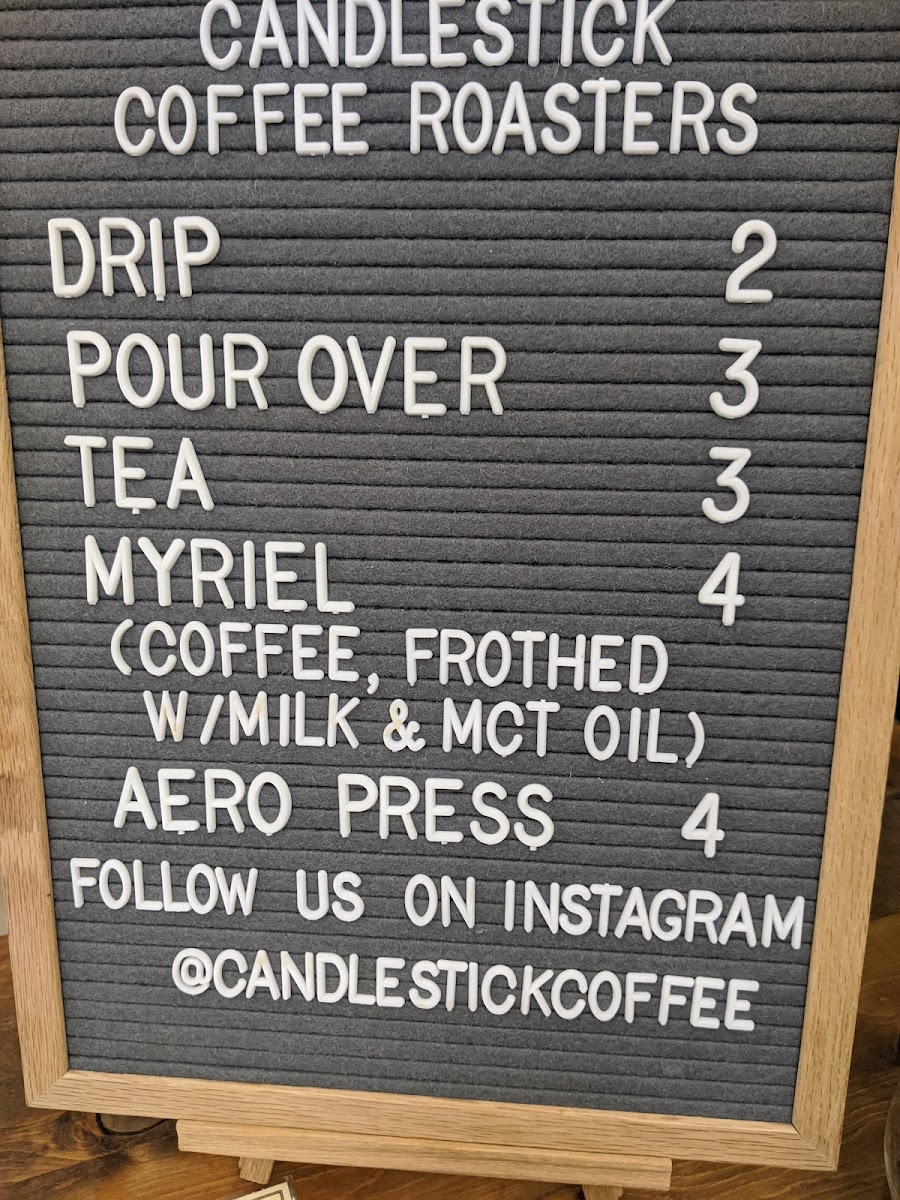 CANDLESTICK
COFFEE ROASTERS
DRIP 2
POUR OVER 3
TEA 3
MYRIEL 4
(COFFEE, FROTHED
W/MILK & MCT OIL)
AERO PRESS 4
FOLLOW US ON INSTAGRAM
@CANDLESTICKCOFFEE